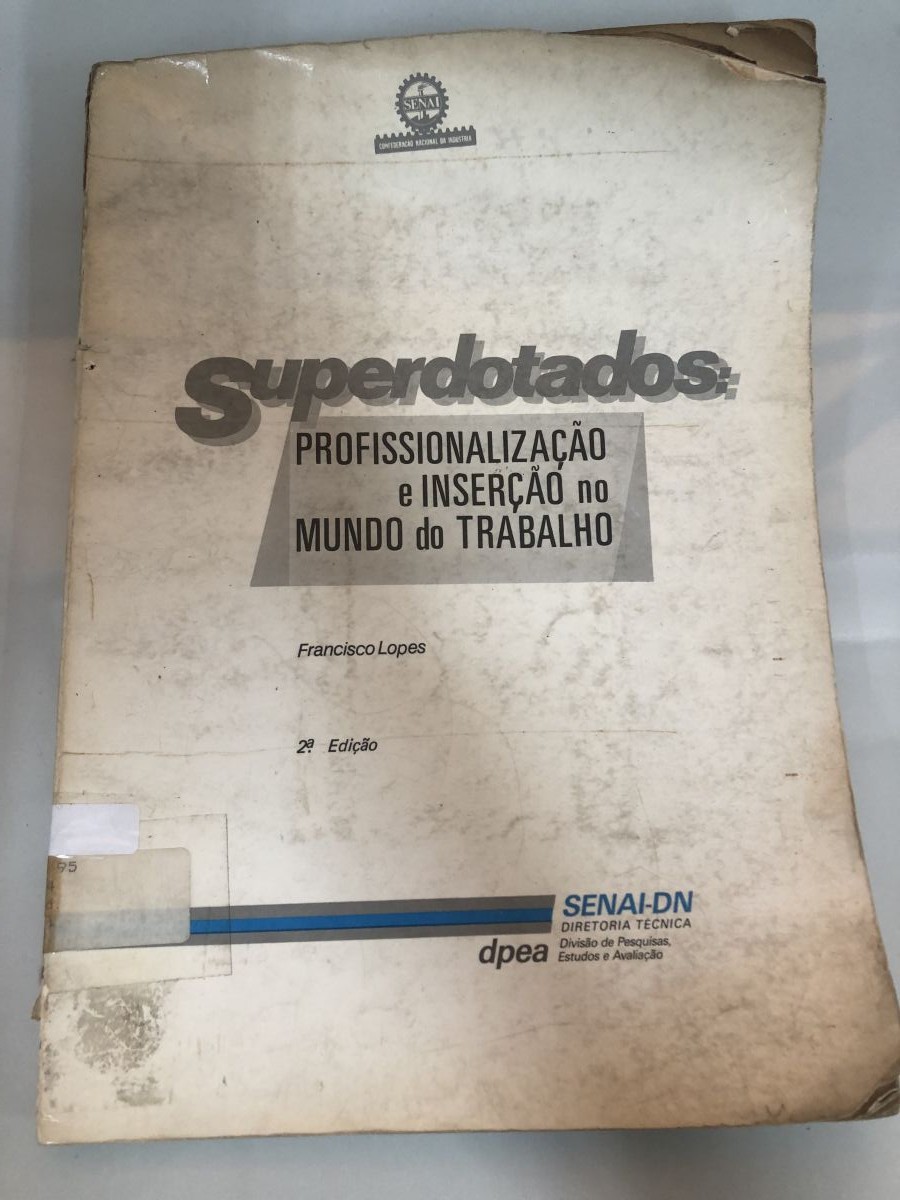 SENAI
CONFEDERAÇÃO NACIONAL DA INDÚSTRIA
Superdotados:
PROFISSIONALIZAÇÃO
e INSERÇÃO no
MUNDO do TRABALHO
Francisco Lopes
2ª Edição
95
SENAI-DN
DIRETORIA TÉCNICA
dpea Divisão de Pesquisas,
Estudos e Avaliação